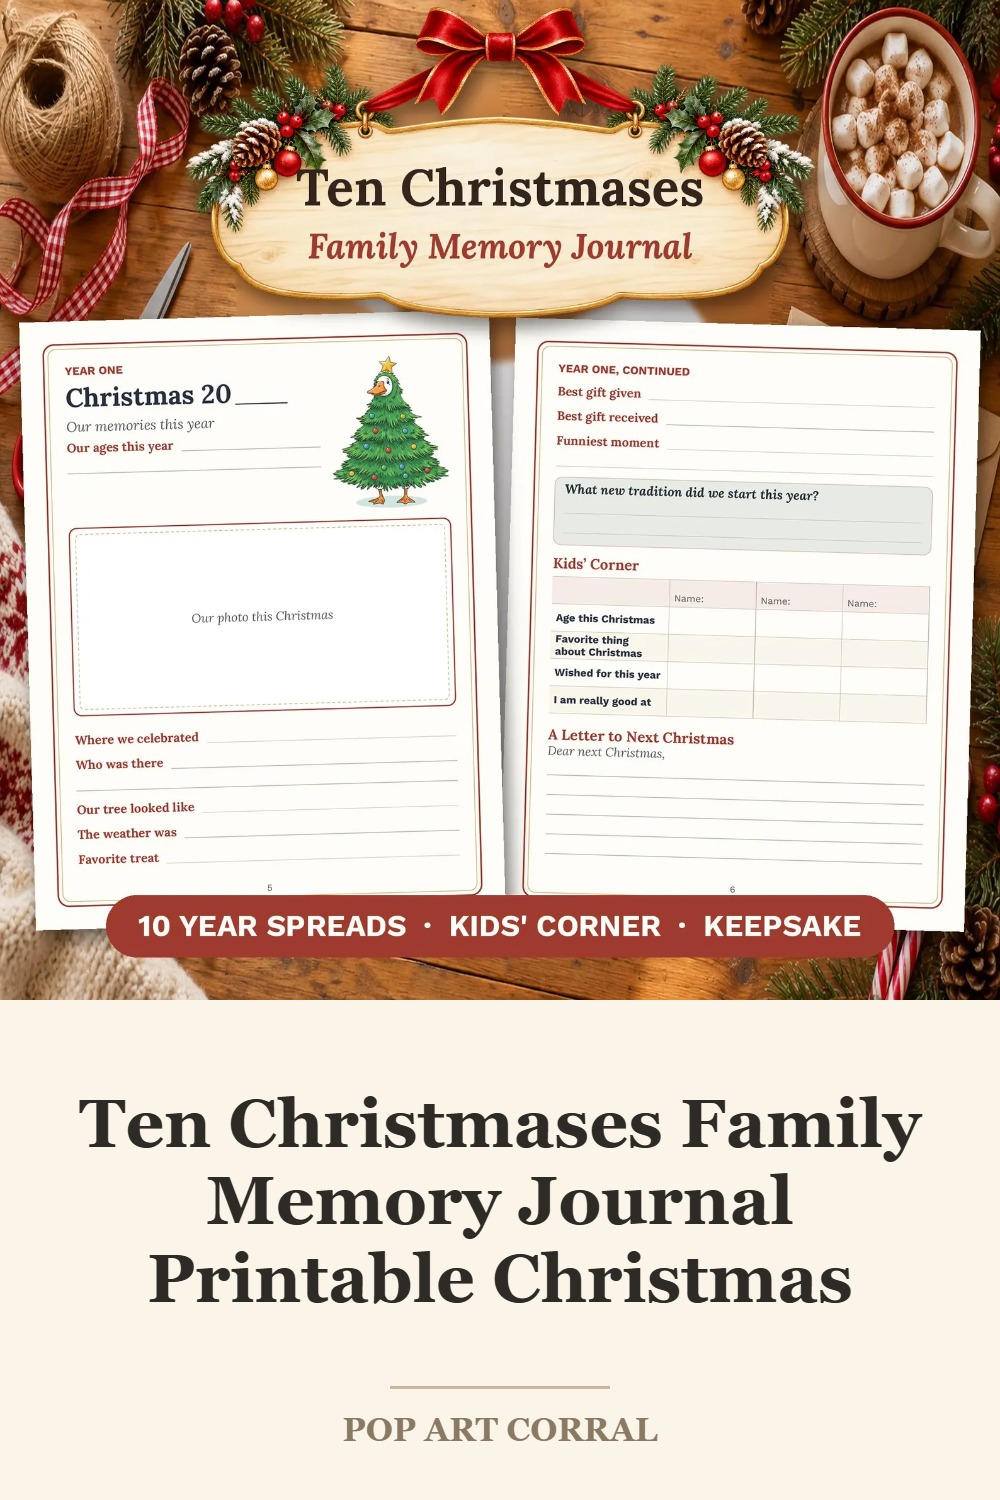 Ten Christmases
Family Memory Journal
YEAR ONE
Christmas 20____
Our memories this year
Our ages this year
Our photo this Christmas
Where we celebrated
Who was there
Our tree looked like
The weather was
Favorite treat
5
YEAR ONE, CONTINUED
Best gift given
Best gift received
Funniest moment
What new tradition did we start this year?
Kids' Corner
Name: Name: Name:
Age this Christmas
Favorite thing
about Christmas
Wished for this year
I am really good at
A Letter to Next Christmas
Dear next Christmas,
6
10 YEAR SPREADS · KIDS' CORNER · KEEPSAKE
Ten Christmases Family
Memory Journal
Printable Christmas
POP ART CORRAL